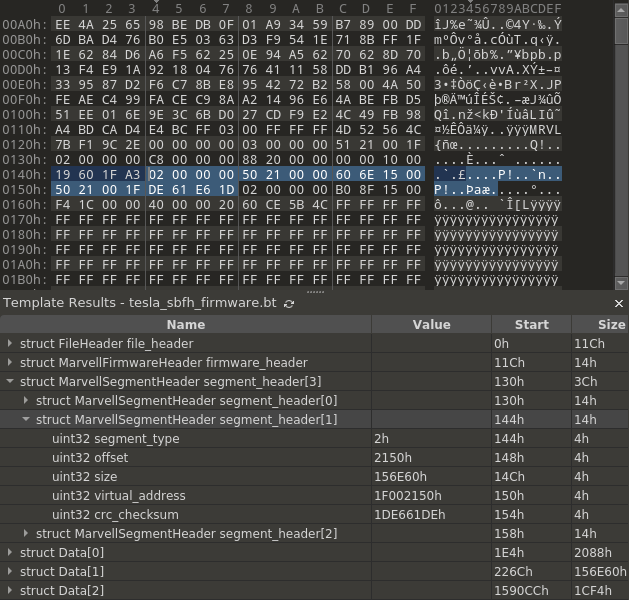 0 1 2 3 4 5 6 7 8 9 A B C D E F 0123456789ABCDEF
00A0h: EE 4A 25 65 98 BE DB 0F 01 A9 34 59 B7 89 00 DD îJ%e˜¾Û..©4Y·‰.Ý
00B0h: 6D BA D4 76 B0 E5 03 63 D3 F9 54 1E 71 8B FF 1F mºÔv°å.cÓùT.q‹ÿ.
00C0h: 1E 62 84 D6 A6 F5 62 25 0E 94 A5 62 70 62 8D 70 .b„Ö¦õb%.”¥bpb.p
00D0h: 13 F4 E9 1A 92 18 04 76 76 41 11 58 DD B1 96 A4 .ôé.’..vvA.XÝ±–¤
00E0h: 33 95 87 D2 F6 C7 8B E8 95 42 72 B2 58 00 4A 50 3•‡ÒöÇ‹è•Br²X.JP
00F0h: FE AE C4 99 FA CE C9 8A A2 14 96 E6 4A BE FB D5 þ®Ä™úÎÉŠ¢.–æJ¾ûÕ
0100h: 51 EE 01 6E 9E 3C 6B D0 27 CD F9 E2 4C 49 FB 98 Qî.nž<kÐ'ÍùâLIû˜
0110h: A4 BD CA D4 E4 BC FF 03 00 FF FF FF 4D 52 56 4C ¤½ÊÔä¼ÿ..ÿÿÿMRVL
0120h: 7B F1 9C 2E 00 00 00 00 03 00 00 00 51 21 00 1F {ñœ.........Q!..
0130h: 02 00 00 00 C8 00 00 00 88 20 00 00 00 00 10 00 ....È...ˆ ......
0140h: 19 60 1F A3 02 00 00 00 50 21 00 00 60 6E 15 00 .`.£....P!..`n..
0150h: 50 21 00 1F DE 61 E6 1D 02 00 00 00 B0 8F 15 00 P!..Þaæ.....°...
0160h: F4 1C 00 00 40 00 00 20 60 CE 5B 4C FF FF FF FF ô...@.. `Î[Lÿÿÿÿ
0170h: FF FF FF FF FF FF FF FF FF FF FF FF FF FF FF FF ÿÿÿÿÿÿÿÿÿÿÿÿÿÿÿÿ
0180h: FF FF FF FF FF FF FF FF FF FF FF FF FF FF FF FF ÿÿÿÿÿÿÿÿÿÿÿÿÿÿÿÿ
0190h: FF FF FF FF FF FF FF FF FF FF FF FF FF FF FF FF ÿÿÿÿÿÿÿÿÿÿÿÿÿÿÿÿ
01A0h: FF FF FF FF FF FF FF FF FF FF FF FF FF FF FF FF ÿÿÿÿÿÿÿÿÿÿÿÿÿÿÿÿ
01B0h: FF FF FF FF FF FF FF FF FF FF FF FF FF FF FF FF ÿÿÿÿÿÿÿÿÿÿÿÿÿÿÿÿ
Template Results - tesla_sbfh_firmware.bt
Name Value Start Size
struct FileHeader file_header 0h 11Ch
struct MarvellFirmwareHeader firmware_header 11Ch 14h
struct MarvellSegmentHeader segment_header[3] 130h 3Ch
struct MarvellSegmentHeader segment_header[0] 130h 14h
struct MarvellSegmentHeader segment_header[1] 144h 14h
uint32 segment_type 2h 144h 4h
uint32 offset 2150h 148h 4h
uint32 size 156E60h 14Ch 4h
uint32 virtual_address 1F002150h 150h 4h
uint32 crc_checksum 1DE661DEh 154h 4h
struct MarvellSegmentHeader segment_header[2] 158h 14h
struct Data[0] 1E4h 2088h
struct Data[1] 226Ch 156E60h
struct Data[2] 1590CCh 1CF4h